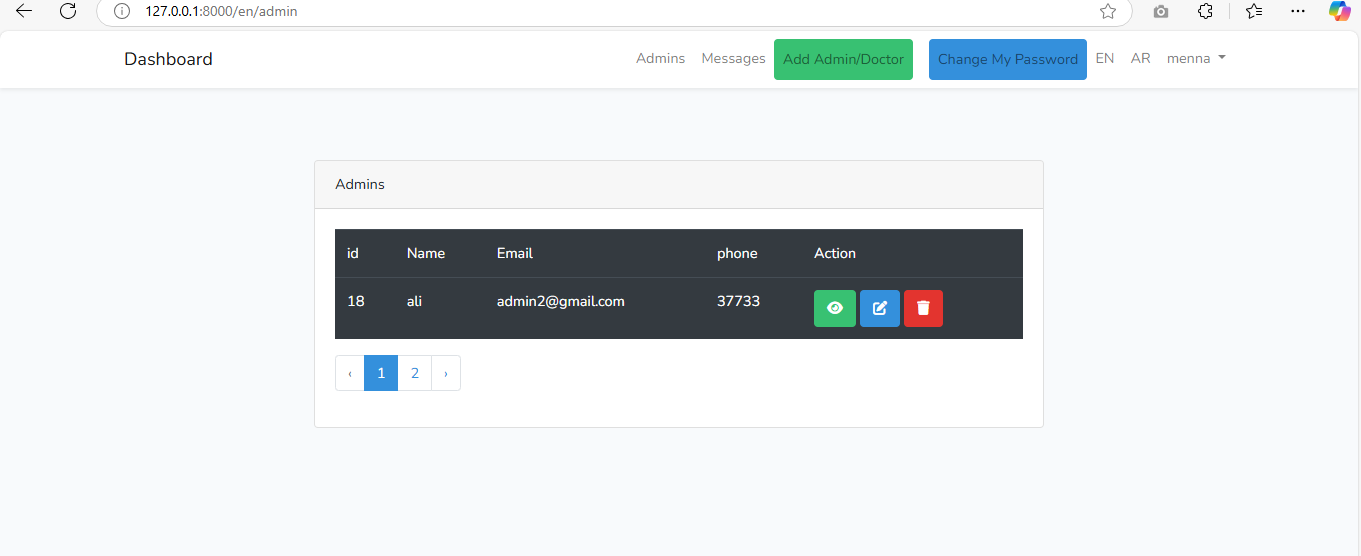 127.0.0.1:8000/en/admin
Dashboard Admins Messages Add Admin/Doctor Change My Password EN AR menna
Admins
id Name Email phone Action
18 ali admin2@gmail.com 37733
‹ 1 2 ›